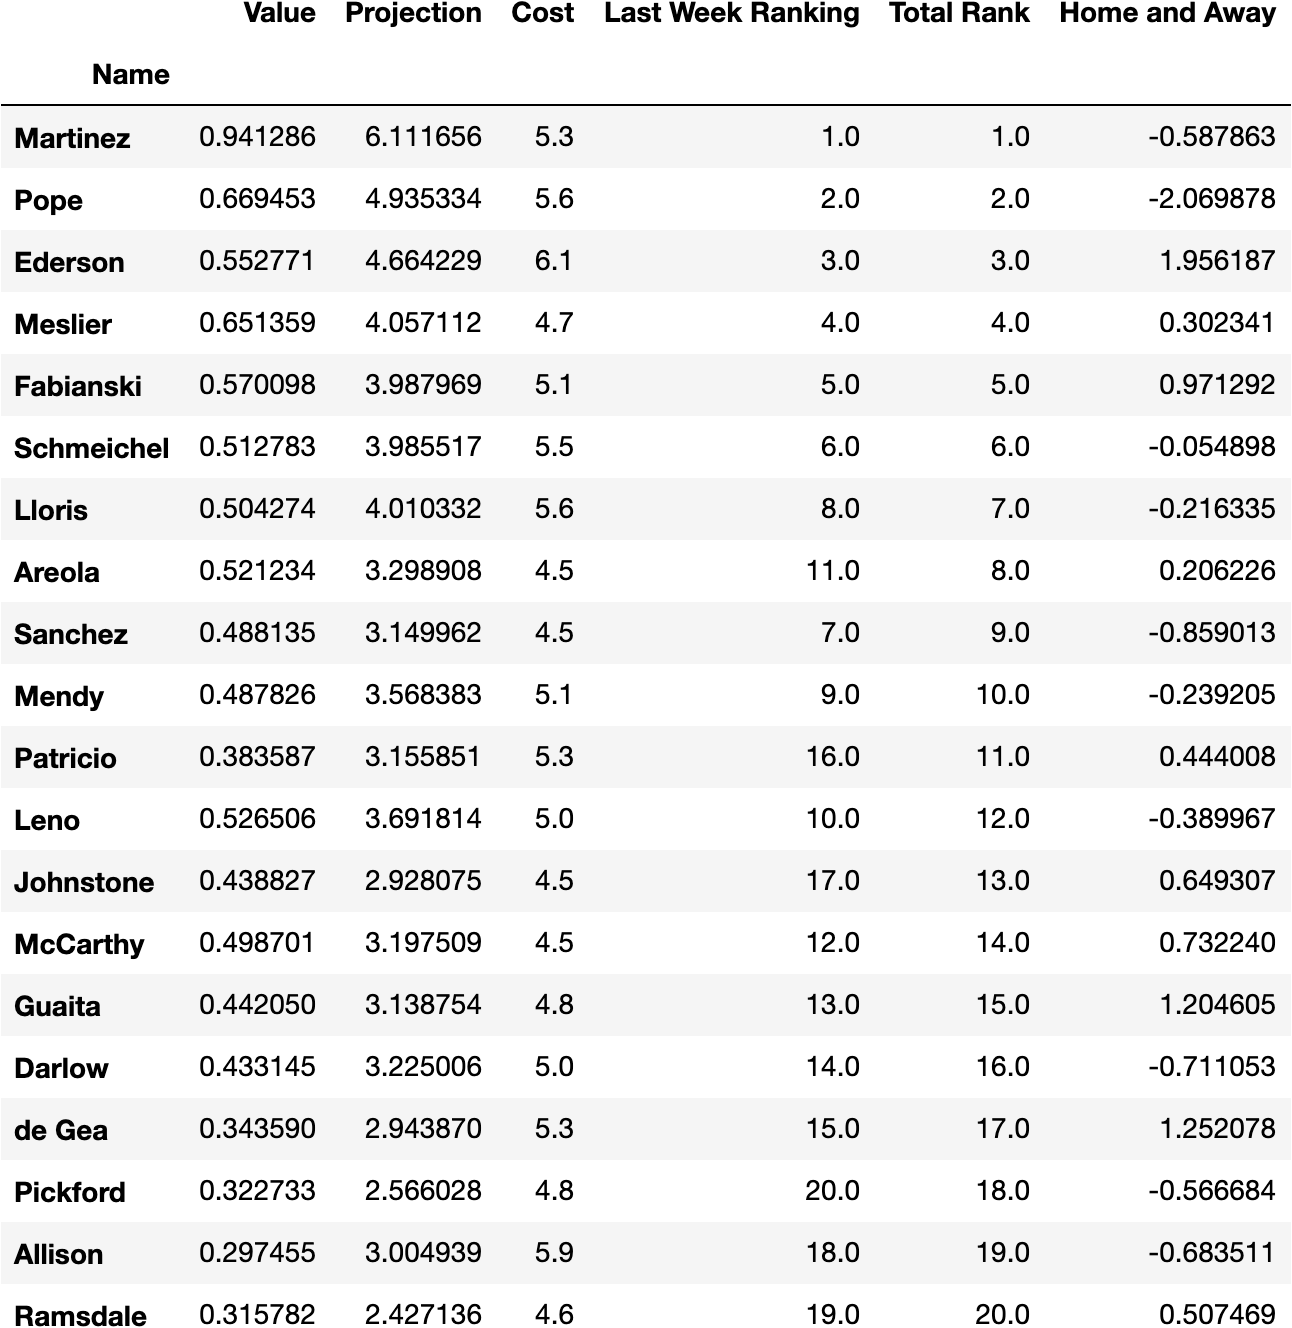 Value Projection Cost Last Week Ranking Total Rank Home and Away
Name
Martinez 0.941286 6.111656 5.3 1.0 1.0 -0.587863
Pope 0.669453 4.935334 5.6 2.0 2.0 -2.069878
Ederson 0.552771 4.664229 6.1 3.0 3.0 1.956187
Meslier 0.651359 4.057112 4.7 4.0 4.0 0.302341
Fabianski 0.570098 3.987969 5.1 5.0 5.0 0.971292
Schmeichel 0.512783 3.985517 5.5 6.0 6.0 -0.054898
Lloris 0.504274 4.010332 5.6 8.0 7.0 -0.216335
Areola 0.521234 3.298908 4.5 11.0 8.0 0.206226
Sanchez 0.488135 3.149962 4.5 7.0 9.0 -0.859013
Mendy 0.487826 3.568383 5.1 9.0 10.0 -0.239205
Patricio 0.383587 3.155851 5.3 16.0 11.0 0.444008
Leno 0.526506 3.691814 5.0 10.0 12.0 -0.389967
Johnstone 0.438827 2.928075 4.5 17.0 13.0 0.649307
McCarthy 0.498701 3.197509 4.5 12.0 14.0 0.732240
Guaita 0.442050 3.138754 4.8 13.0 15.0 1.204605
Darlow 0.433145 3.225006 5.0 14.0 16.0 -0.711053
de Gea 0.343590 2.943870 5.3 15.0 17.0 1.252078
Pickford 0.322733 2.566028 4.8 20.0 18.0 -0.566684
Allison 0.297455 3.004939 5.9 18.0 19.0 -0.683511
Ramsdale 0.315782 2.427136 4.6 19.0 20.0 0.507469